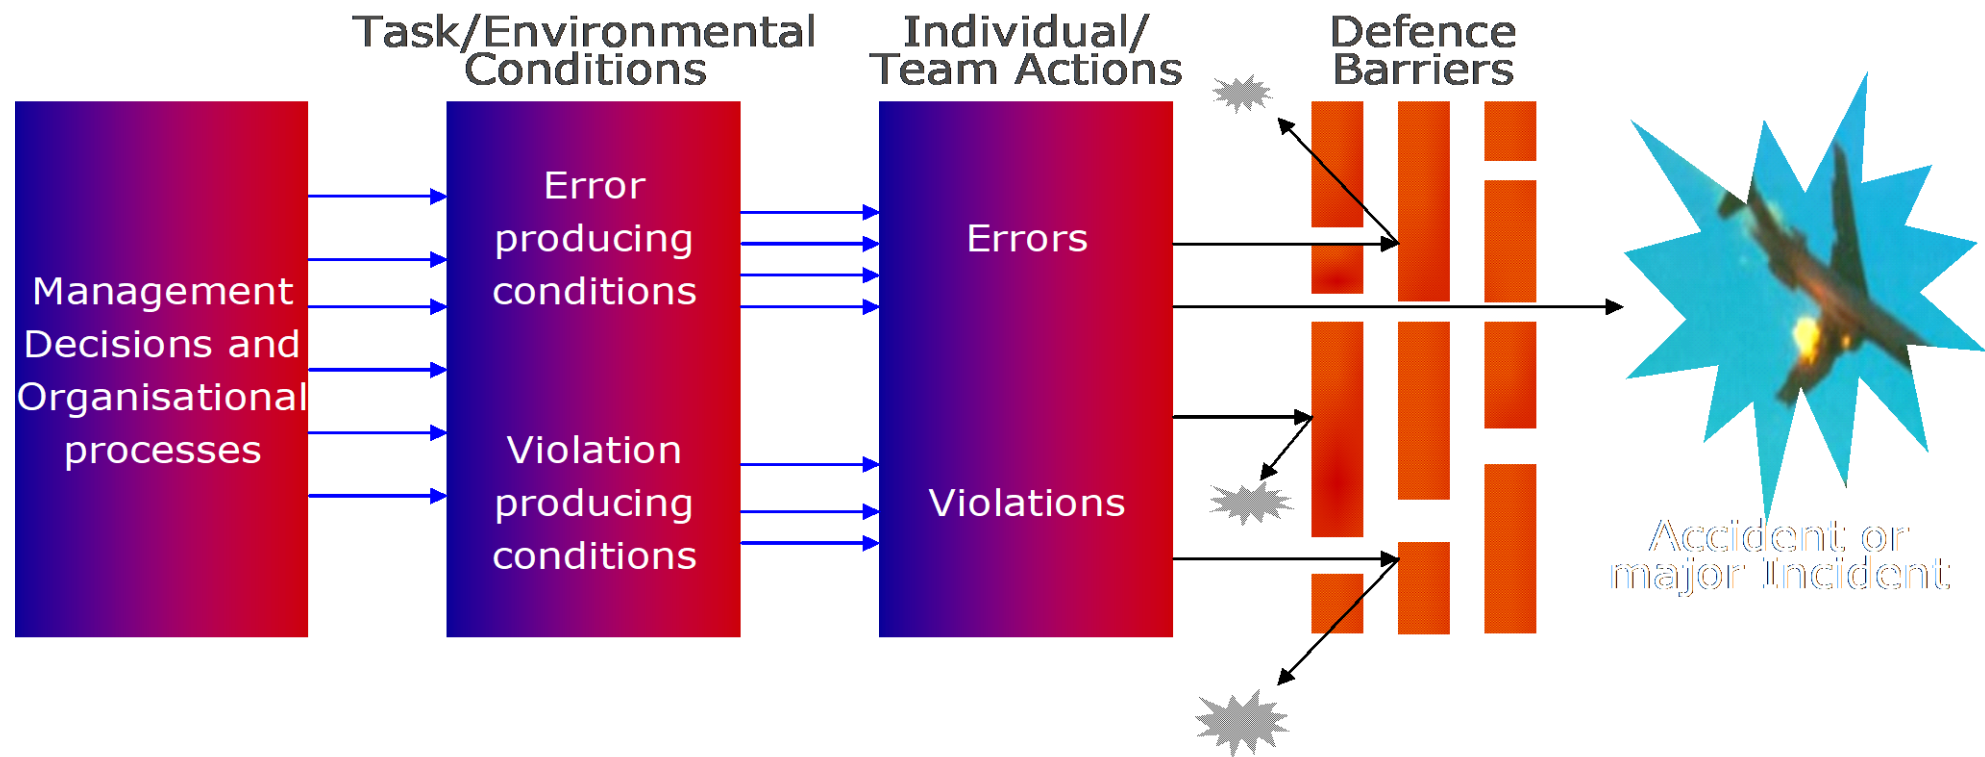 Task/Environmental
Conditions
Individual/
Team Actions
Defence
Barriers
Management
Decisions and
Organisational
processes
Error
producing
conditions
Violation
producing
conditions
Errors
Violations
Accident or
major Incident